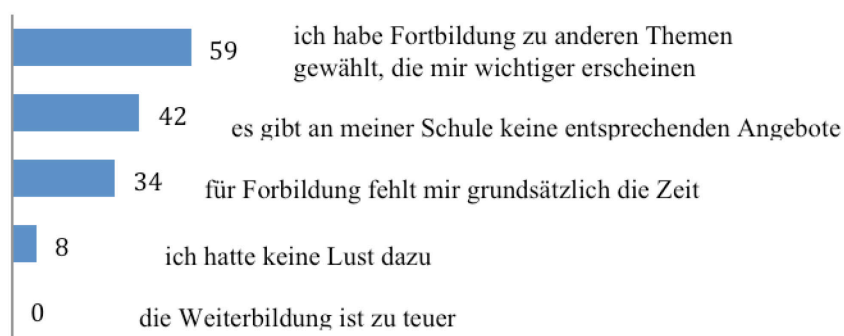 59
ich habe Fortbildung zu anderen Themen
gewählt, die mir wichtiger erscheinen
42
es gibt an meiner Schule keine entsprechenden Angebote
34
für Forbildung fehlt mir grundsätzlich die Zeit
8
ich hatte keine Lust dazu
0
die Weiterbildung ist zu teuer